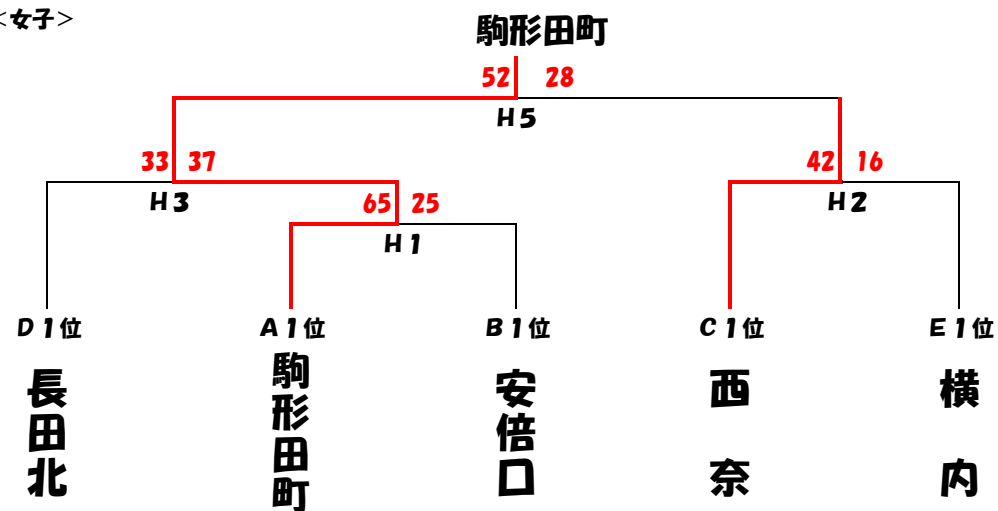 <女子>
駒形田町
52 28
H5
33 37
42 16
H3
65 25
H2
H1
D1位 A1位 B1位 C1位 E1位
長田北
駒形田町
安倍口
西奈
横内